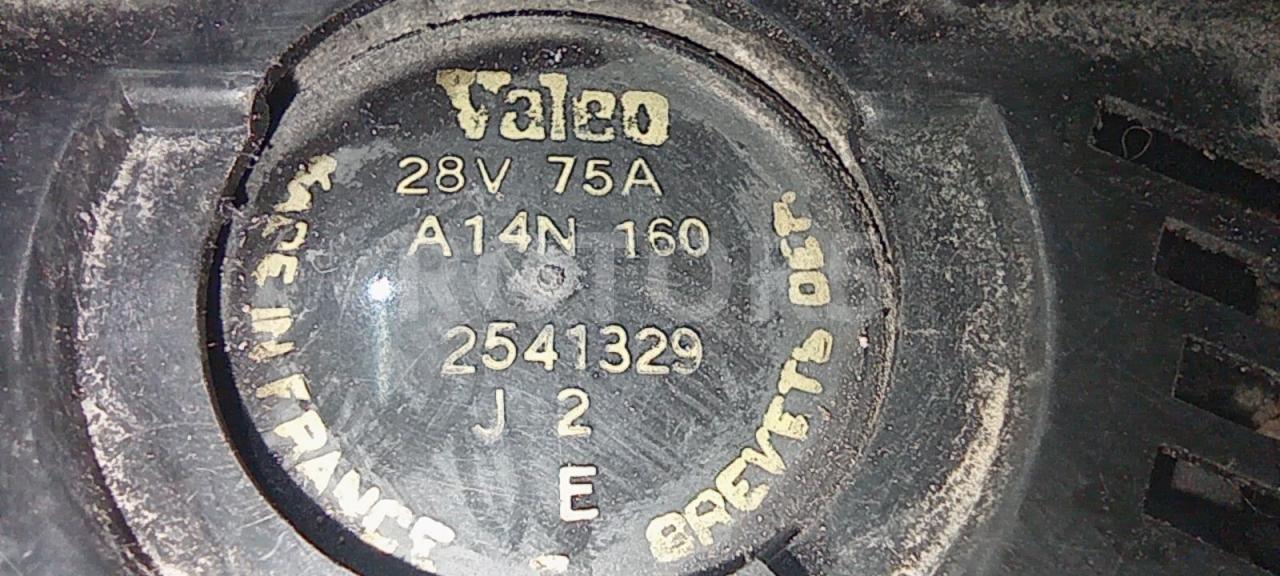 Valeo
28V 75A
A14N 160
2541329
J 2
E
MADE IN FRANCE
BREVETS DEP.